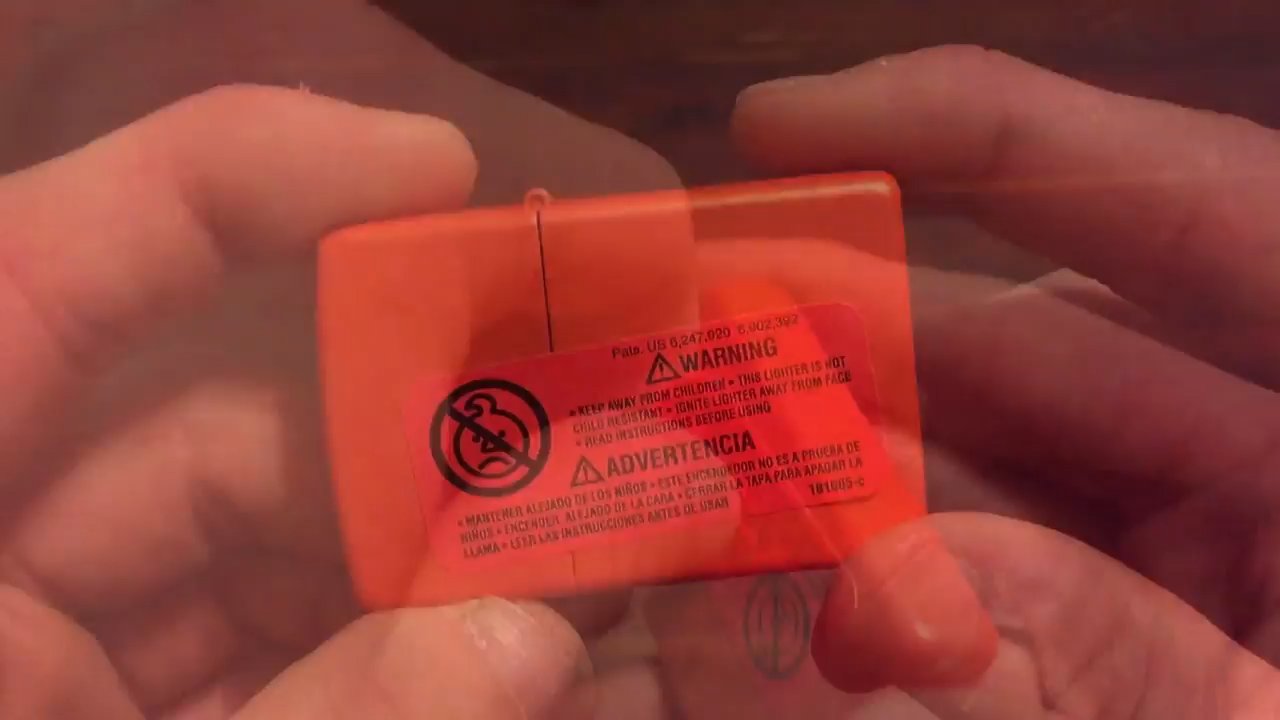 Pats. US 6,247,920 6,902,392
WARNING
• KEEP AWAY FROM CHILDREN • THIS LIGHTER IS NOT
CHILD RESISTANT • IGNITE LIGHTER AWAY FROM FACE
• READ INSTRUCTIONS BEFORE USING
ADVERTENCIA
• MANTENER ALEJADO DE LOS NIÑOS • ESTE ENCENDEDOR NO ES A PRUEBA DE
NIÑOS • ENCENDER ALEJADO DE LA CARA • CERRAR LA TAPA PARA APAGAR LA
LLAMA • LEER LAS INSTRUCCIONES ANTES DE USAR
181005-c